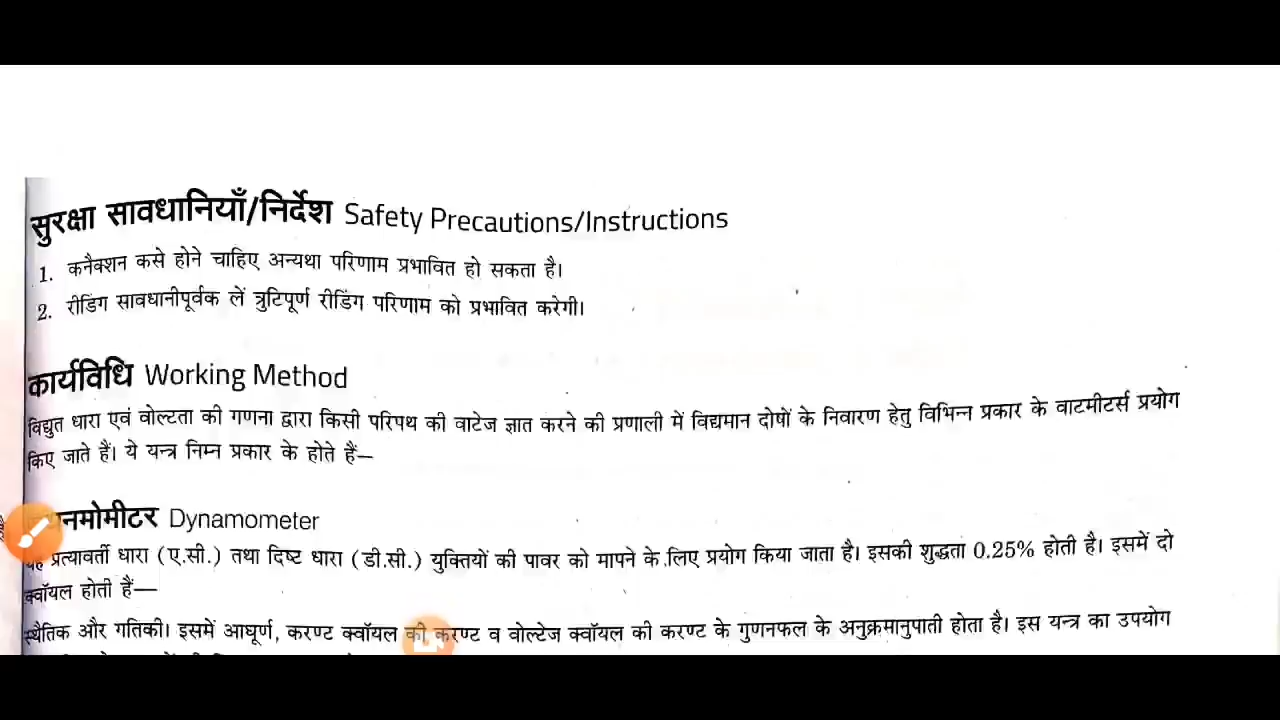 सुरक्षा सावधानियाँ/निर्देश Safety Precautions/Instructions
1. कनैक्शन कसे होने चाहिए अन्यथा परिणाम प्रभावित हो सकता है।
2. रीडिंग सावधानीपूर्वक लें त्रुटिपूर्ण रीडिंग परिणाम को प्रभावित करेगी।
कार्यविधि Working Method
विद्युत धारा एवं वोल्टता की गणना द्वारा किसी परिपथ की वाटेज ज्ञात करने की प्रणाली में विद्यमान दोषों के निवारण हेतु विभिन्न प्रकार के वाटमीटर्स प्रयोग
किए जाते हैं। ये यन्त्र निम्न प्रकार के होते हैं—
Dynamometer
यह प्रत्यावर्ती धारा (ए.सी.) तथा दिष्ट धारा (डी.सी.) युक्तियों की पावर को मापने के लिए प्रयोग किया जाता है। इसकी शुद्धता 0.25% होती है। इसमें दो
क्वॉयल होती हैं—
स्थैतिक और गतिकी। इसमें आघूर्ण, करण्ट क्वॉयल की करण्ट व वोल्टेज क्वॉयल की करण्ट के गुणनफल के अनुक्रमानुपाती होता है। इस यन्त्र का उपयोग